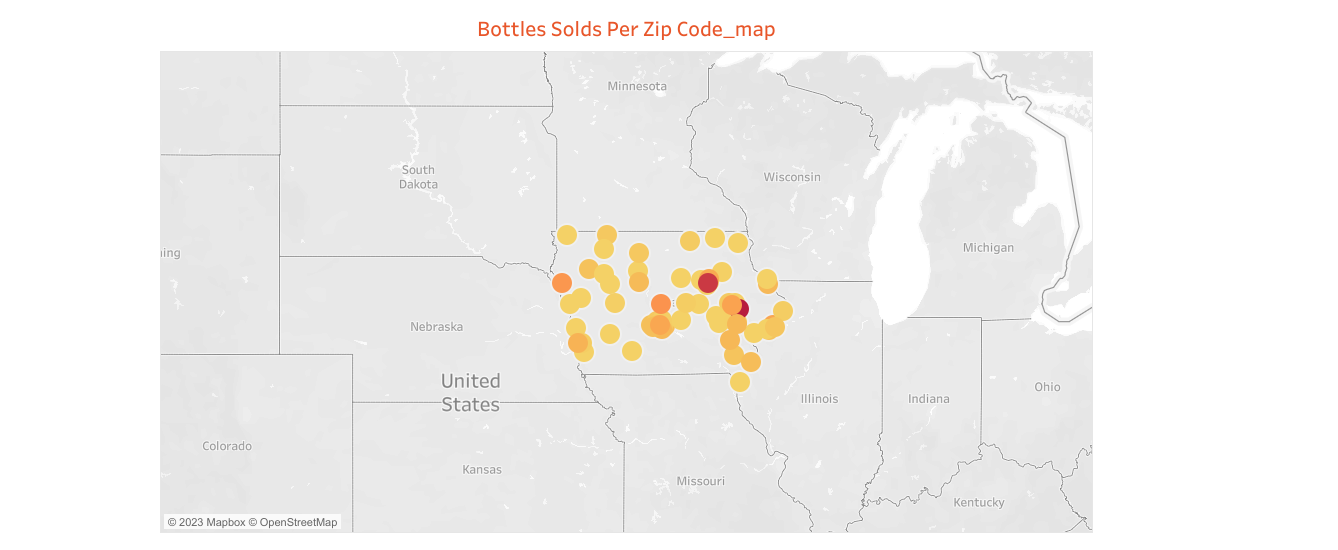 Bottles Solds Per Zip Code_map
Minnesota
South
Dakota
Wisconsin
ing
Michigan
Nebraska
United
States
Illinois
Indiana
Ohio
Colorado
Kansas
Missouri
Kentucky
© 2023 Mapbox © OpenStreetMap